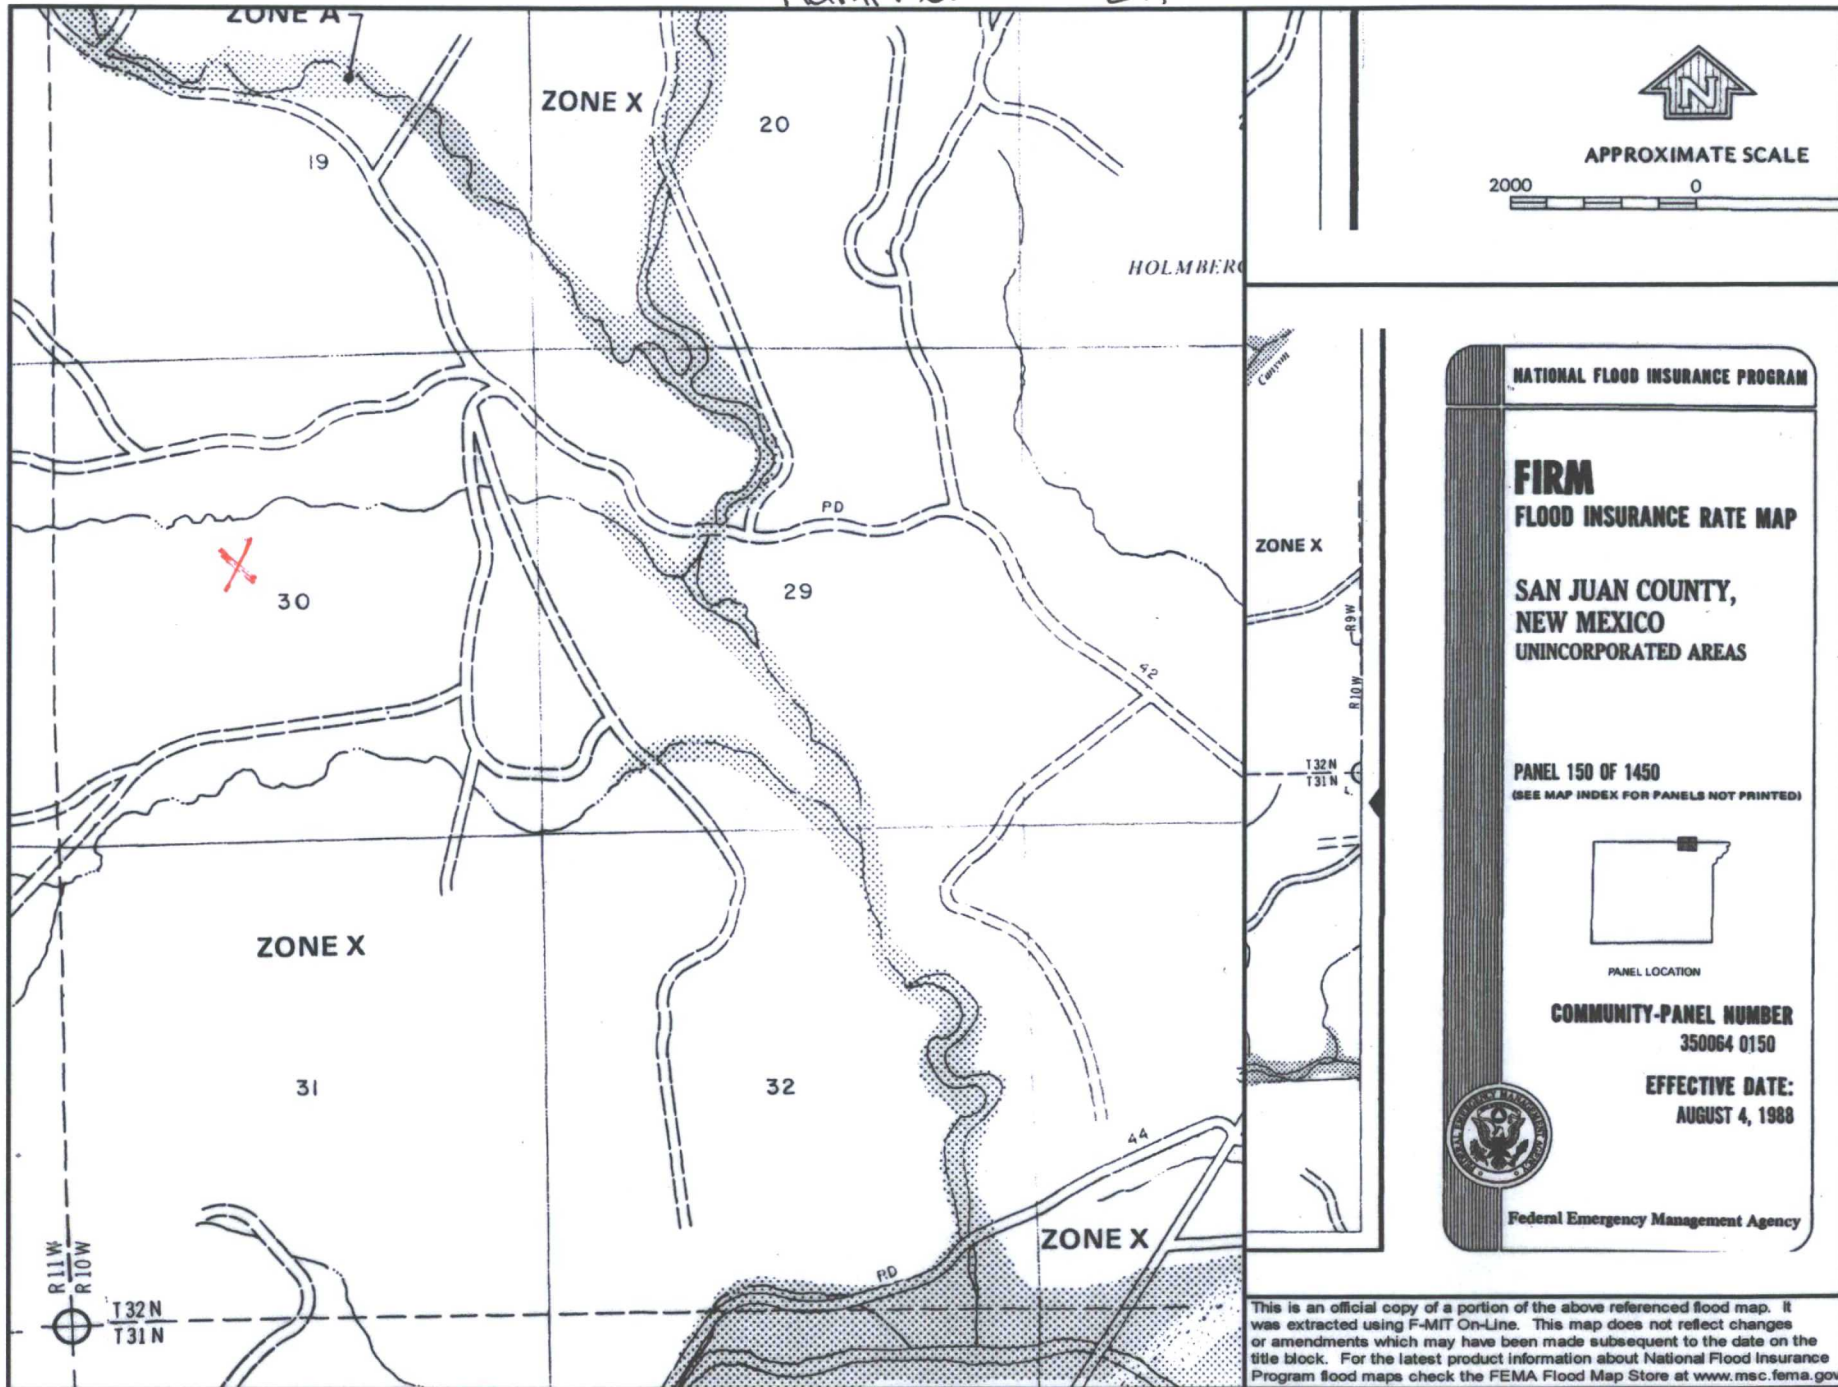 ZONE A
ZONE X
20
19
HOLMBERG
PD
30
29
42
ZONE X
31
32
44
ZONE X
RD
R11W
R10W
T32N
T31N
N
APPROXIMATE SCALE
2000 0
Canyon
ZONE X
R9W
R10W
T32N
T31N
NATIONAL FLOOD INSURANCE PROGRAM
FIRM
FLOOD INSURANCE RATE MAP
SAN JUAN COUNTY,
NEW MEXICO
UNINCORPORATED AREAS
PANEL 150 OF 1450
(SEE MAP INDEX FOR PANELS NOT PRINTED)
PANEL LOCATION
COMMUNITY-PANEL NUMBER
350064 0150
EFFECTIVE DATE:
AUGUST 4, 1988
FEDERAL EMERGENCY MANAGEMENT AGENCY
Federal Emergency Management Agency
This is an official copy of a portion of the above referenced flood map. It
was extracted using F-MIT On-Line. This map does not reflect changes
or amendments which may have been made subsequent to the date on the
title block. For the latest product information about National Flood Insurance
Program flood maps check the FEMA Flood Map Store at www.msc.fema.gov